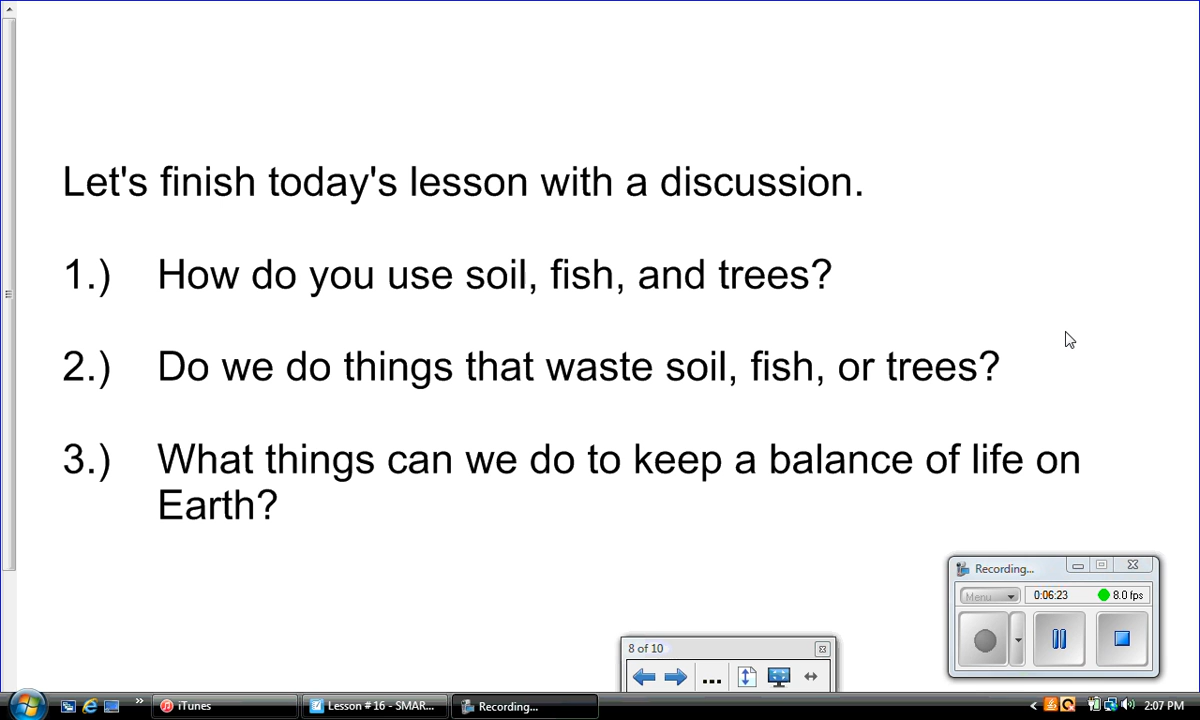 Let's finish today's lesson with a discussion.
1.) How do you use soil, fish, and trees?
2.) Do we do things that waste soil, fish, or trees?
3.) What things can we do to keep a balance of life on
Earth?
Recording...
Menu
0:06:23
8.0 fps
8 of 10
iTunes
Lesson # 16 - SMAR...
Recording...
2:07 PM